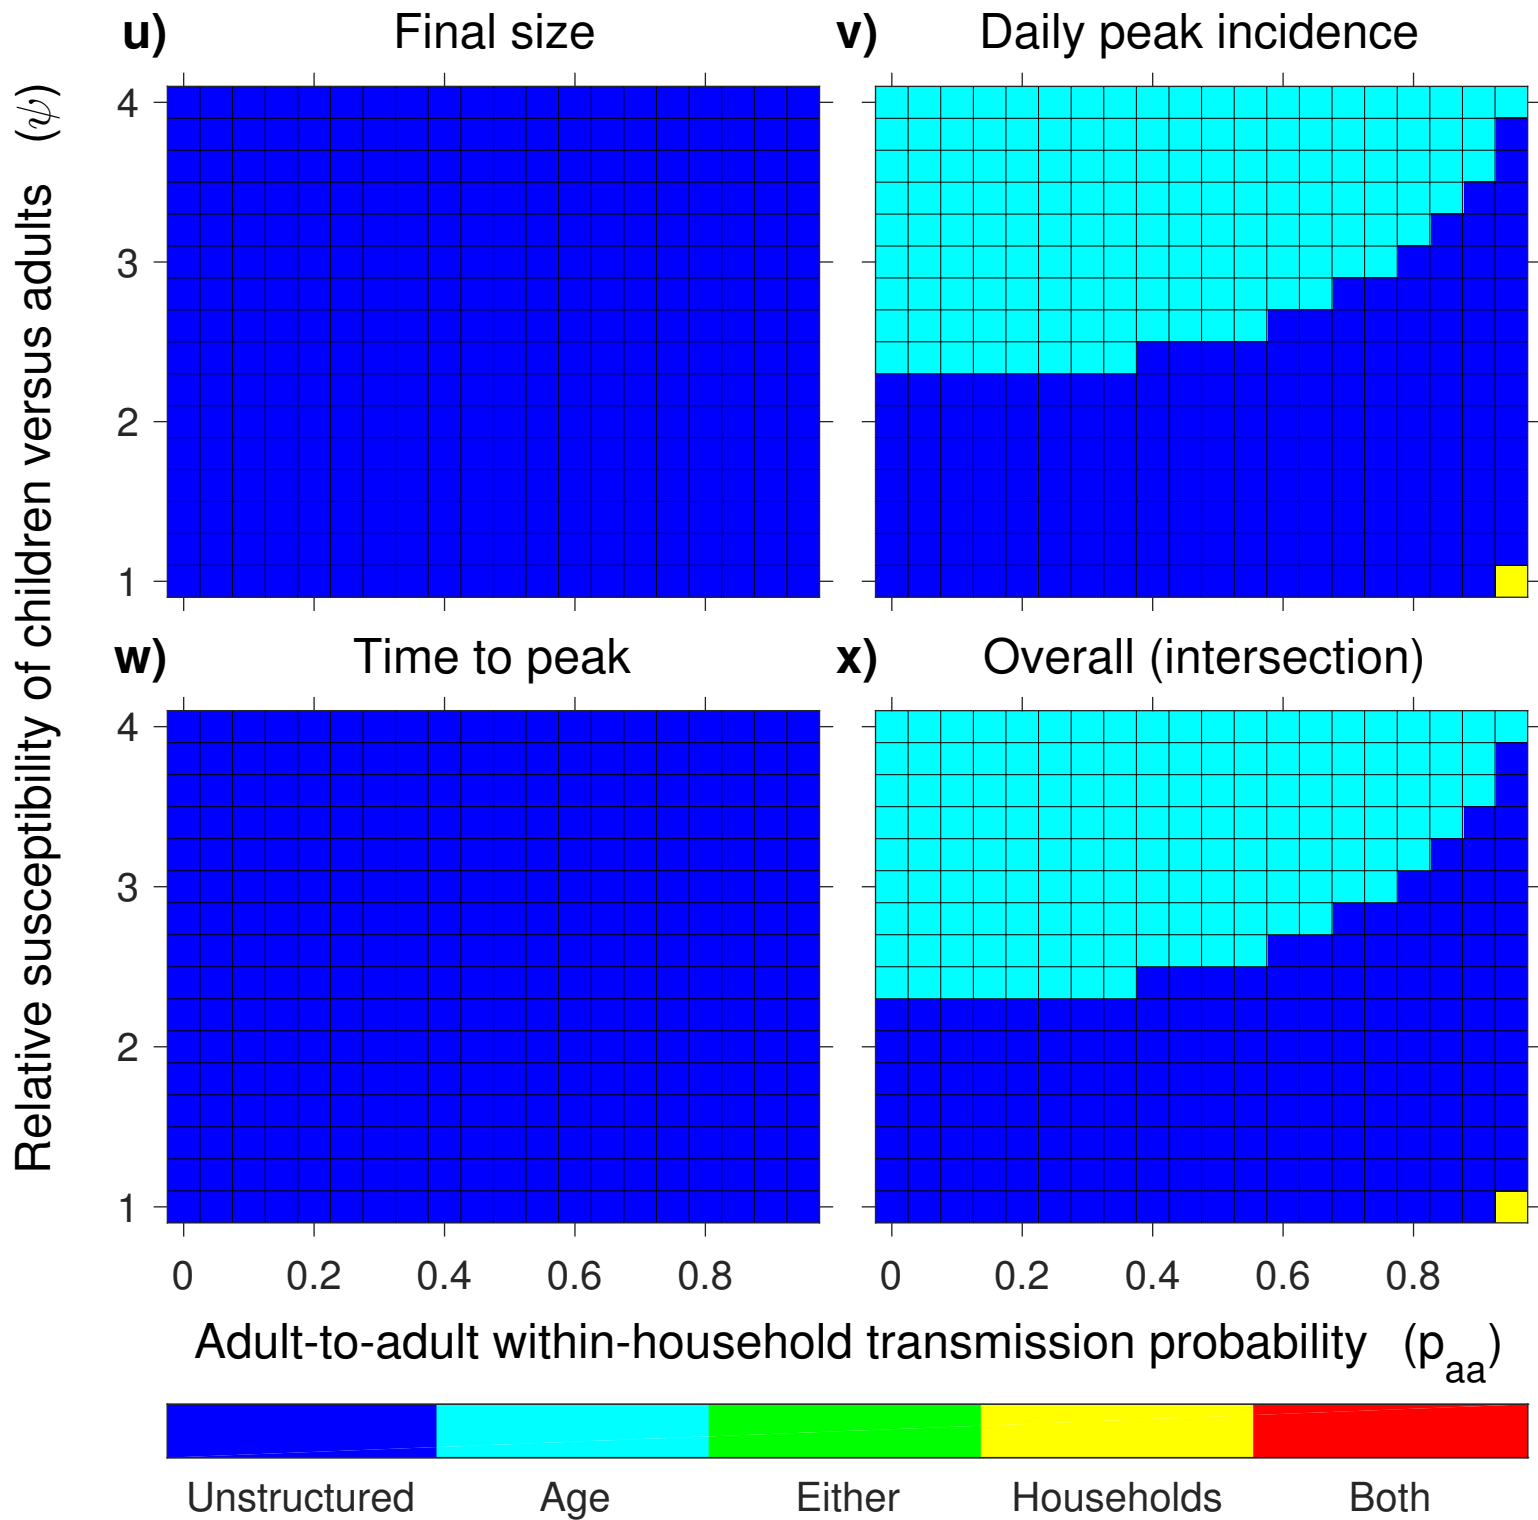 u) Final size
v) Daily peak incidence
Relative susceptibility of children versus adults (ψ)
4
3
2
1
w) Time to peak
x) Overall (intersection)
4
3
2
1
0 0.2 0.4 0.6 0.8
0 0.2 0.4 0.6 0.8
Adult-to-adult within-household transmission probability (p_aa)
Unstructured Age Either Households Both